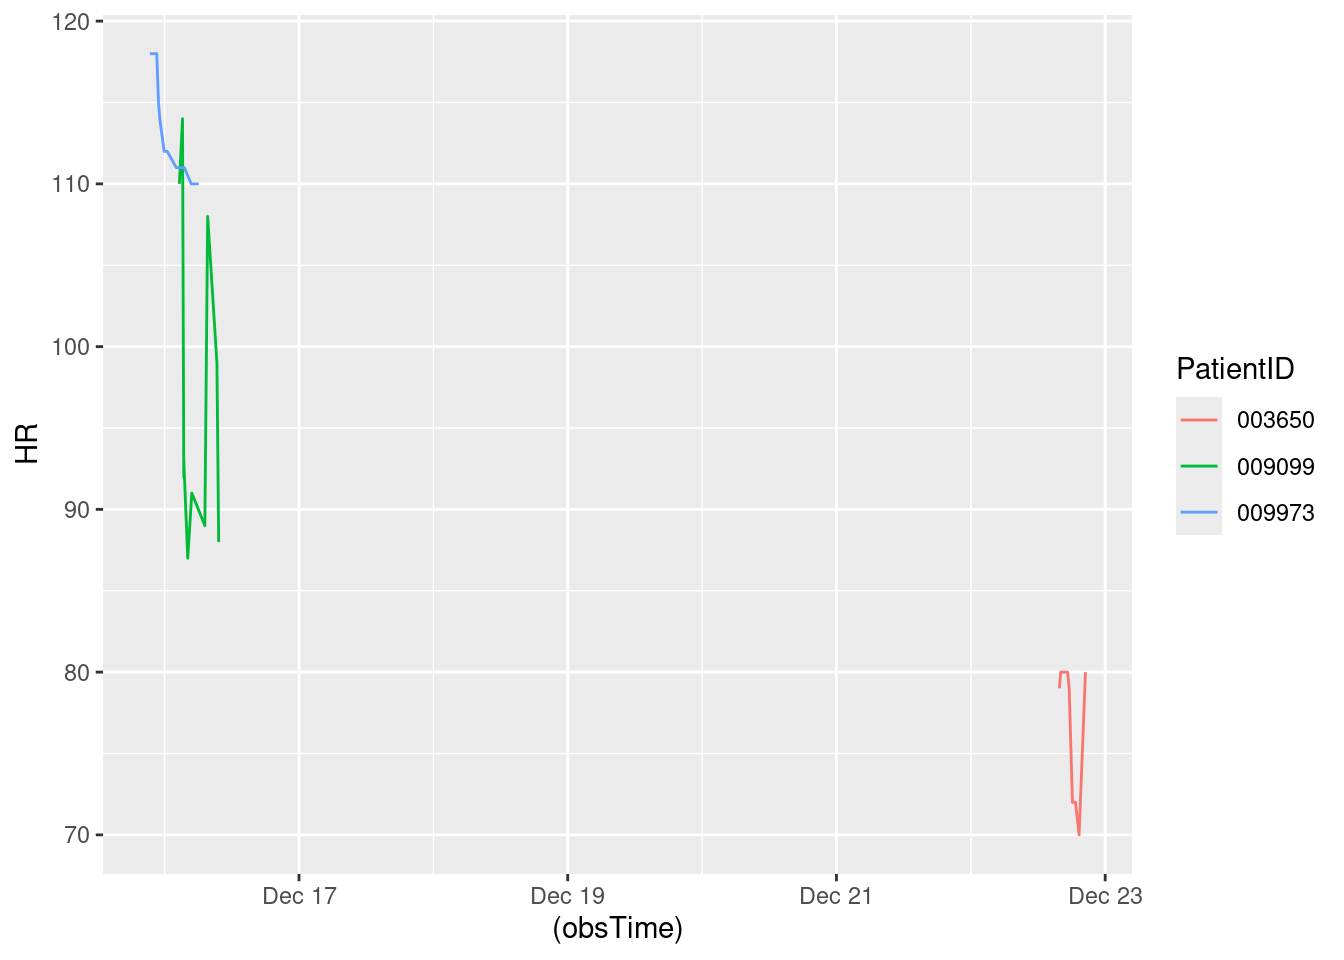 120
110
100
90
80
70
HR
Dec 17
Dec 19
Dec 21
Dec 23
(obsTime)
PatientID
003650
009099
009973